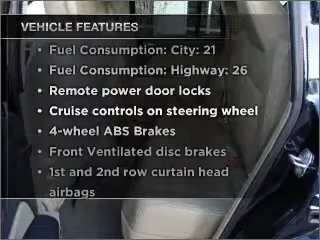 VEHICLE FEATURES
• Fuel Consumption: City: 21
• Fuel Consumption: Highway: 26
• Remote power door locks
• Cruise controls on steering wheel
• 4-wheel ABS Brakes
• Front Ventilated disc brakes
• 1st and 2nd row curtain head
airbags